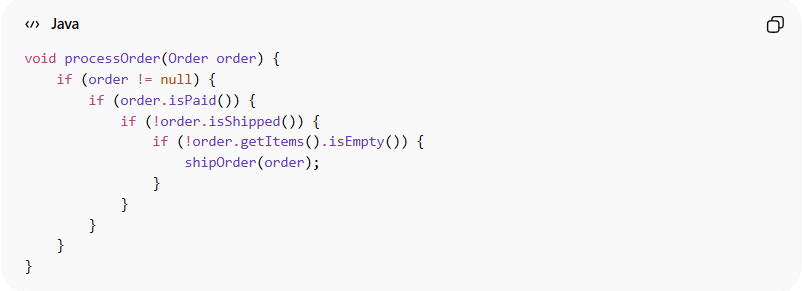 </> Java
void processOrder(Order order) {
    if (order != null) {
        if (order.isPaid()) {
            if (!order.isShipped()) {
                if (!order.getItems().isEmpty()) {
                    shipOrder(order);
                }
            }
        }
    }
}